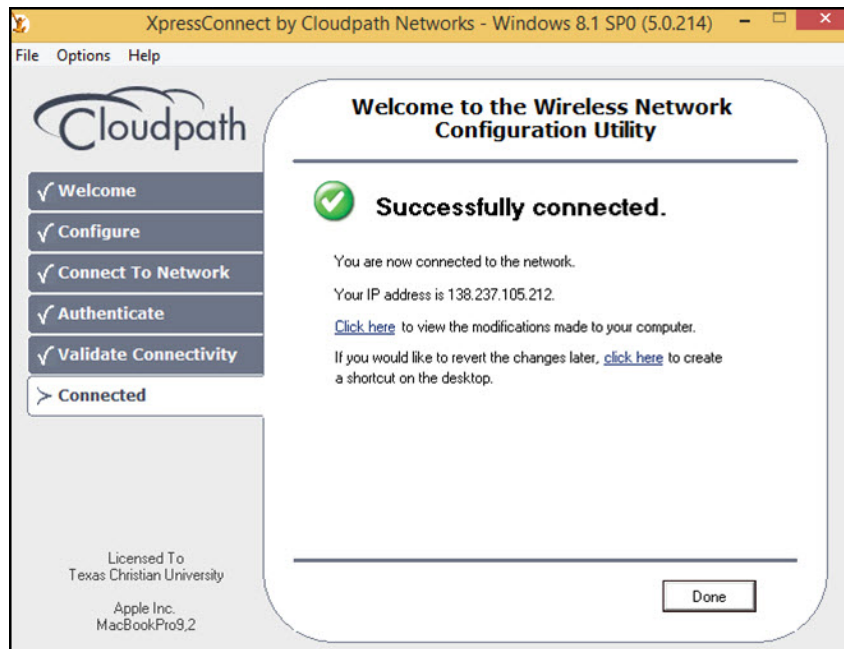 XpressConnect by Cloudpath Networks - Windows 8.1 SP0 (5.0.214)
File Options Help
Cloudpath
Welcome
Configure
Connect To Network
Authenticate
Validate Connectivity
Connected
Licensed To
Texas Christian University
Apple Inc.
MacBookPro9,2
Welcome to the Wireless Network
Configuration Utility
Successfully connected.
You are now connected to the network.
Your IP address is 138.237.105.212.
Click here to view the modifications made to your computer.
If you would like to revert the changes later, click here to create
a shortcut on the desktop.
Done